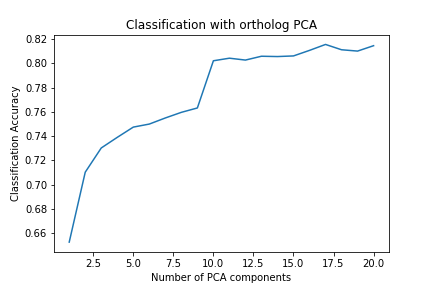 Classification with ortholog PCA
Classification Accuracy
0.82
0.80
0.78
0.76
0.74
0.72
0.70
0.68
0.66
2.5 5.0 7.5 10.0 12.5 15.0 17.5 20.0
Number of PCA components